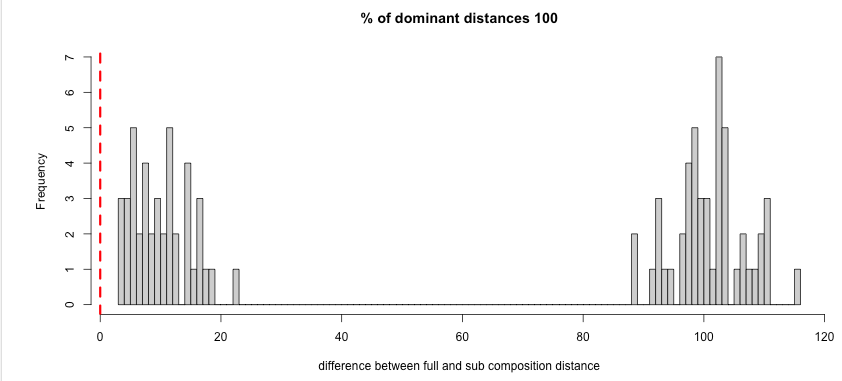 % of dominant distances 100
7
6
5
4
3
2
1
0
Frequency
0 20 40 60 80 100 120
difference between full and sub composition distance